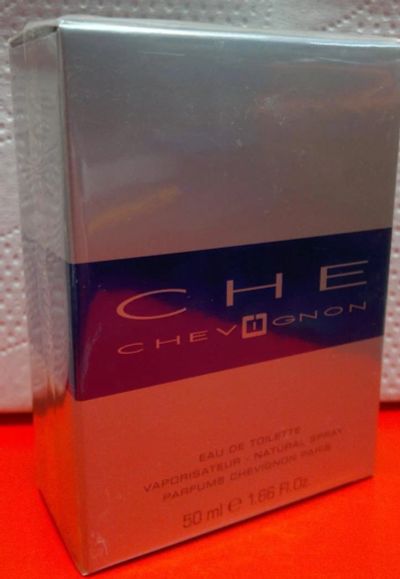 CHE
CHEVIGNON
EAU DE TOILETTE
VAPORISATEUR - NATURAL SPRAY
PARFUMS CHEVIGNON PARIS
50 ml e 1.66 Fl.Oz.